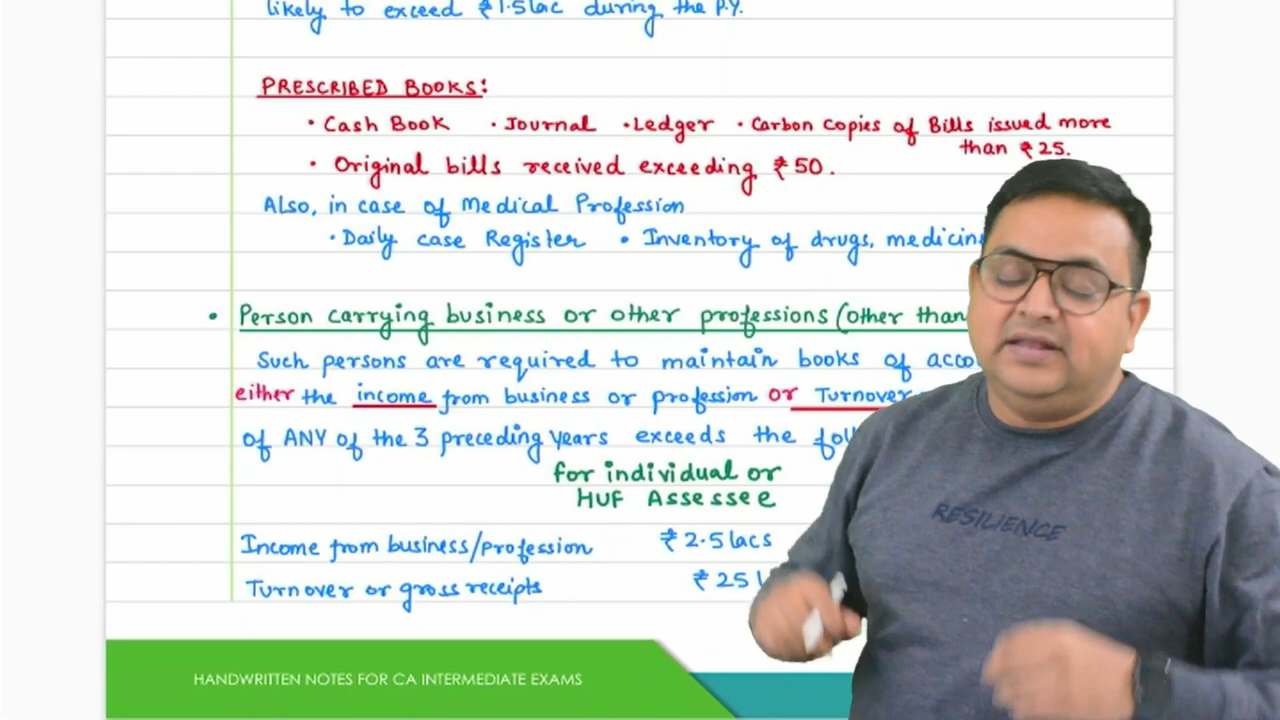 likely to exceed ₹1.5 lac during the P.Y.
PRESCRIBED BOOKS:
• Cash Book • Journal • Ledger • Carbon copies of Bills issued more
than ₹25.
• Original bills received exceeding ₹50.
Also, in case of Medical Profession
• Daily case Register • Inventory of drugs,
• Person carrying business or other professions (other than
Such persons are required to maintain books of
either the income from business or profession or Turnover
of ANY of the 3 preceding years exceeds the
for individual or
HUF Assessee
Income from business/profession ₹2.5 lacs
Turnover or gross receipts ₹25
RESILIENCE
HANDWRITTEN NOTES FOR CA INTERMEDIATE EXAMS